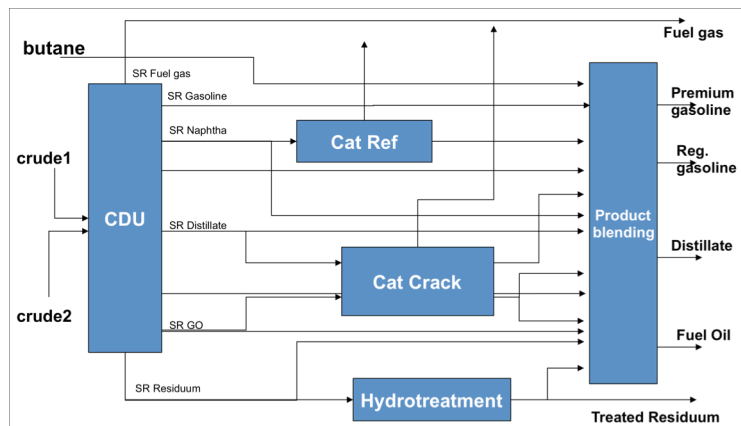 Fuel gas
butane
SR Fuel gas
SR Gasoline
Premium
gasoline
SR Naphtha
Cat Ref
crude1
Reg.
gasoline
CDU
SR Distillate
Product
blending
Distillate
Cat Crack
crude2
SR GO
Fuel Oil
SR Residuum
Hydrotreatment
Treated Residuum